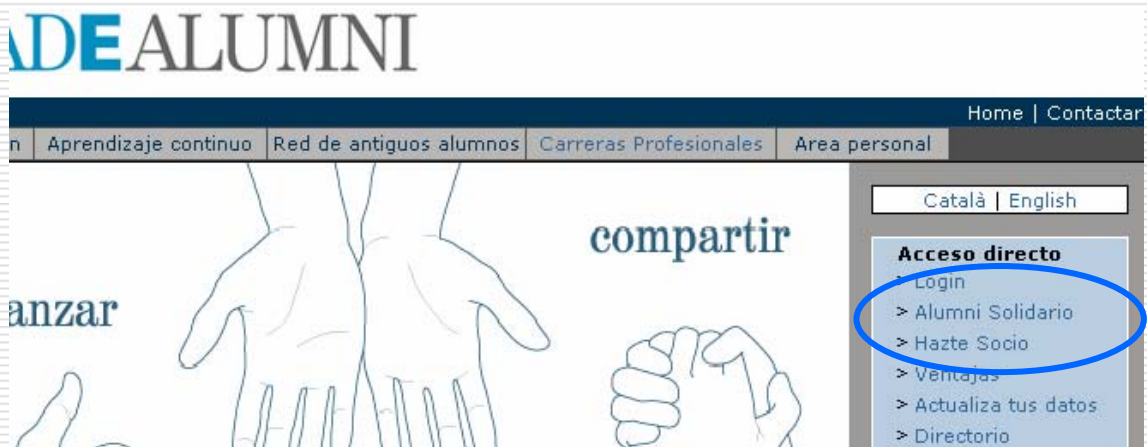 ADEALUMNI
Home | Contactar
n | Aprendizaje continuo | Red de antiguos alumnos | Carreras Profesionales | Area personal
Català | English
compartir
anzar
Acceso directo
> Login
> Alumni Solidario
> Hazte Socio
> Ventajas
> Actualiza tus datos
> Directorio